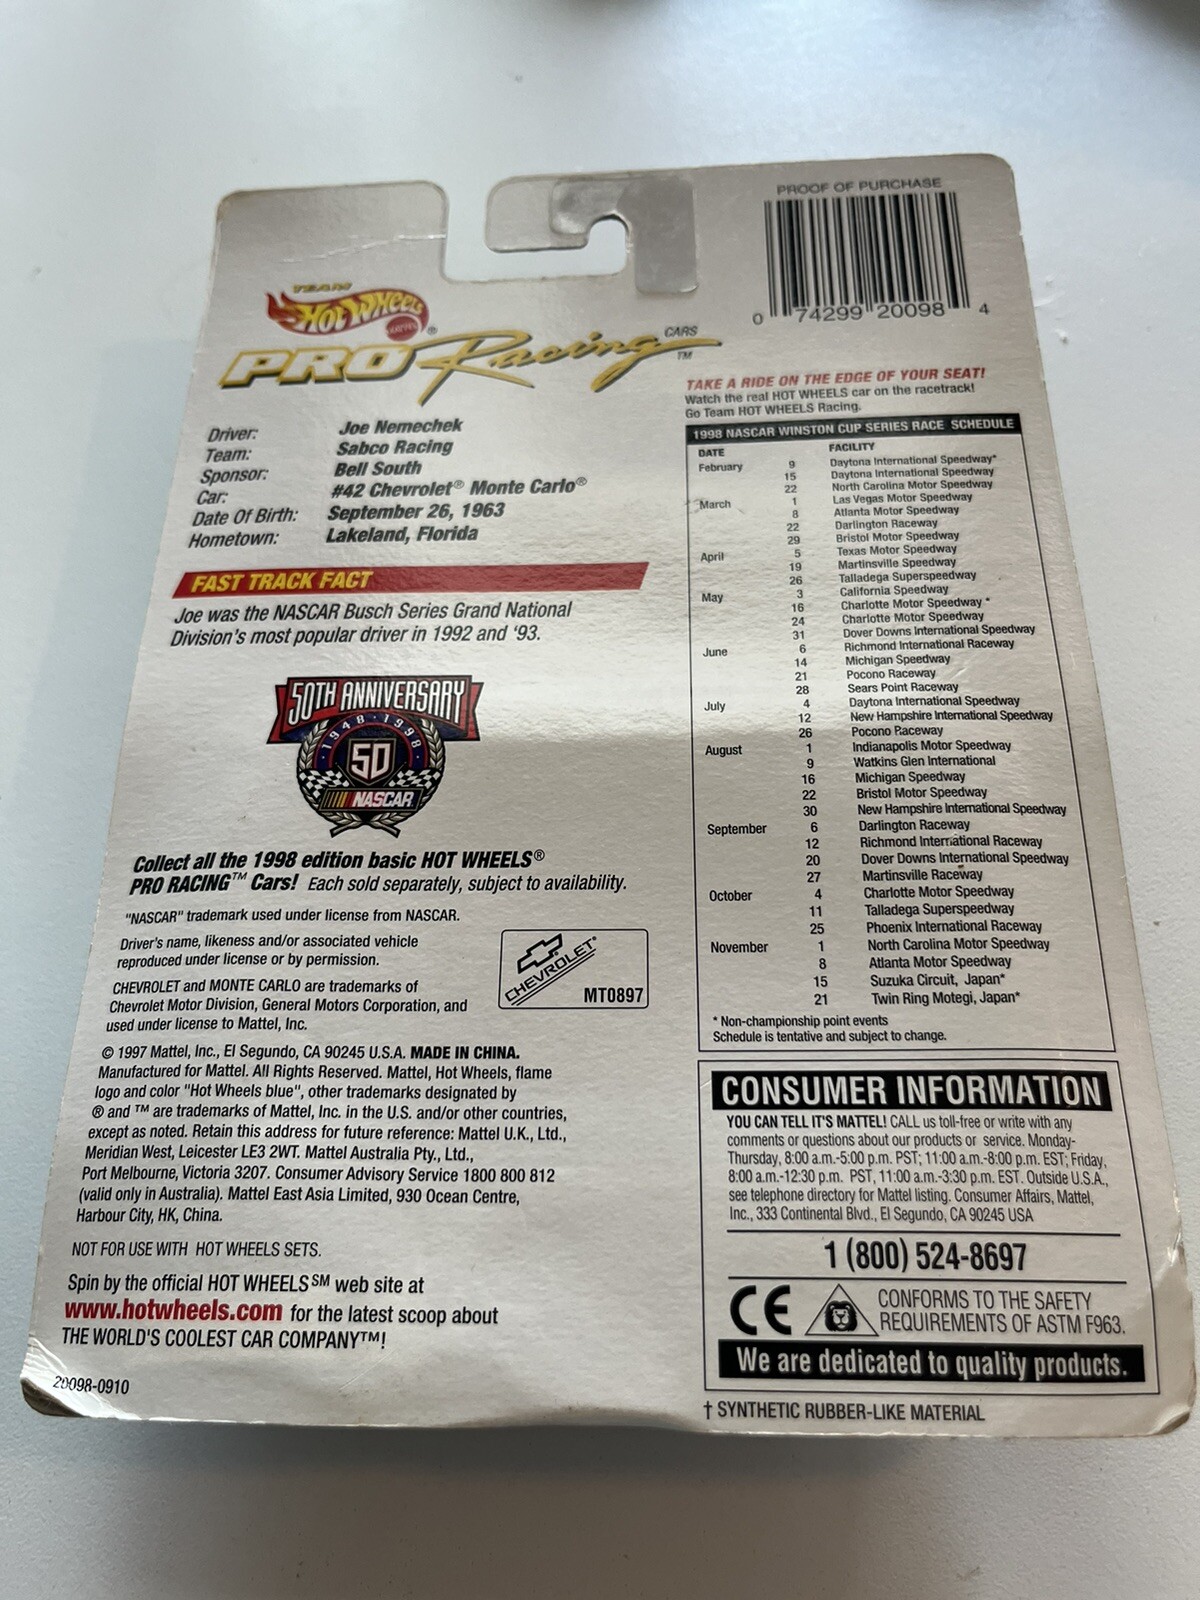 TEAM
HOT WHEELS
MATTEL
®
PRO Racing CARS ™
Driver: Joe Nemechek
Team: Sabco Racing
Sponsor: Bell South
Car: #42 Chevrolet® Monte Carlo®
Date Of Birth: September 26, 1963
Hometown: Lakeland, Florida
FAST TRACK FACT
Joe was the NASCAR Busch Series Grand National
Division's most popular driver in 1992 and '93.
50TH ANNIVERSARY
1948·1998
50
NASCAR
Collect all the 1998 edition basic HOT WHEELS®
PRO RACING™ Cars! Each sold separately, subject to availability.
"NASCAR" trademark used under license from NASCAR.
Driver's name, likeness and/or associated vehicle
reproduced under license or by permission.
CHEVROLET and MONTE CARLO are trademarks of
Chevrolet Motor Division, General Motors Corporation, and
used under license to Mattel, Inc.
CHEVROLET
MT0897
© 1997 Mattel, Inc., El Segundo, CA 90245 U.S.A. MADE IN CHINA.
Manufactured for Mattel. All Rights Reserved. Mattel, Hot Wheels, flame
logo and color "Hot Wheels blue", other trademarks designated by
® and ™ are trademarks of Mattel, Inc. in the U.S. and/or other countries,
except as noted. Retain this address for future reference: Mattel U.K., Ltd.,
Meridian West, Leicester LE3 2WT. Mattel Australia Pty., Ltd.,
Port Melbourne, Victoria 3207. Consumer Advisory Service 1800 800 812
(valid only in Australia). Mattel East Asia Limited, 930 Ocean Centre,
Harbour City, HK, China.
NOT FOR USE WITH HOT WHEELS SETS.
Spin by the official HOT WHEELS℠ web site at
www.hotwheels.com for the latest scoop about
THE WORLD'S COOLEST CAR COMPANY™!
20098-0910
PROOF OF PURCHASE
0 74299 20098 4
TAKE A RIDE ON THE EDGE OF YOUR SEAT!
Watch the real HOT WHEELS car on the racetrack!
Go Team HOT WHEELS Racing.
1998 NASCAR WINSTON CUP SERIES RACE SCHEDULE
DATE FACILITY
February 9 Daytona International Speedway*
15 Daytona International Speedway
22 North Carolina Motor Speedway
March 1 Las Vegas Motor Speedway
8 Atlanta Motor Speedway
22 Darlington Raceway
29 Bristol Motor Speedway
April 5 Texas Motor Speedway
19 Martinsville Speedway
26 Talladega Superspeedway
May 3 California Speedway
16 Charlotte Motor Speedway *
24 Charlotte Motor Speedway
31 Dover Downs International Speedway
June 6 Richmond International Raceway
14 Michigan Speedway
21 Pocono Raceway
28 Sears Point Raceway
July 4 Daytona International Speedway
12 New Hampshire International Speedway
26 Pocono Raceway
August 1 Indianapolis Motor Speedway
9 Watkins Glen International
16 Michigan Speedway
22 Bristol Motor Speedway
30 New Hampshire International Speedway
September 6 Darlington Raceway
12 Richmond International Raceway
20 Dover Downs International Speedway
27 Martinsville Raceway
October 4 Charlotte Motor Speedway
11 Talladega Superspeedway
25 Phoenix International Raceway
November 1 North Carolina Motor Speedway
8 Atlanta Motor Speedway
15 Suzuka Circuit, Japan*
21 Twin Ring Motegi, Japan*
* Non-championship point events
Schedule is tentative and subject to change.
CONSUMER INFORMATION
YOU CAN TELL IT'S MATTEL! CALL us toll-free or write with any
comments or questions about our products or service. Monday-
Thursday, 8:00 a.m.-5:00 p.m. PST; 11:00 a.m.-8:00 p.m. EST; Friday,
8:00 a.m.-12:30 p.m. PST, 11:00 a.m.-3:30 p.m. EST. Outside U.S.A.,
see telephone directory for Mattel listing. Consumer Affairs, Mattel,
Inc., 333 Continental Blvd., El Segundo, CA 90245 USA
1 (800) 524-8697
CE
CONFORMS TO THE SAFETY
REQUIREMENTS OF ASTM F963.
We are dedicated to quality products.
† SYNTHETIC RUBBER-LIKE MATERIAL